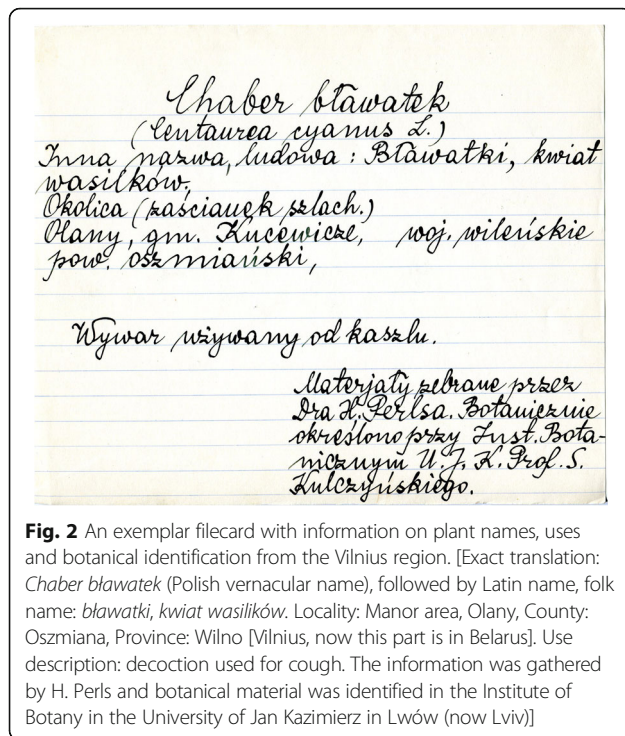 Chaber bławatek
(Centaurea cyanus L.)
Inna nazwa, ludowa : Bławatki, kwiat
wasilków,
Okolica (zaścianek szlach.)
Olany, gm. Kucewicze, woj. wileńskie
pow. oszmiański,
Wywar używany od kaszlu.
Materjały zebrane przez
Dra H. Perlsa. Botanicznie
określono przy Inst. Bota-
nicznym U. J. K. Prof. S.
Kulczyńskiego.
Fig. 2 An exemplar filecard with information on plant names, uses
and botanical identification from the Vilnius region. [Exact translation:
Chaber bławatek (Polish vernacular name), followed by Latin name, folk
name: bławatki, kwiat wasilików. Locality: Manor area, Olany, County:
Oszmiana, Province: Wilno [Vilnius, now this part is in Belarus]. Use
description: decoction used for cough. The information was gathered
by H. Perls and botanical material was identified in the Institute of
Botany in the University of Jan Kazimierz in Lwów (now Lviv)]